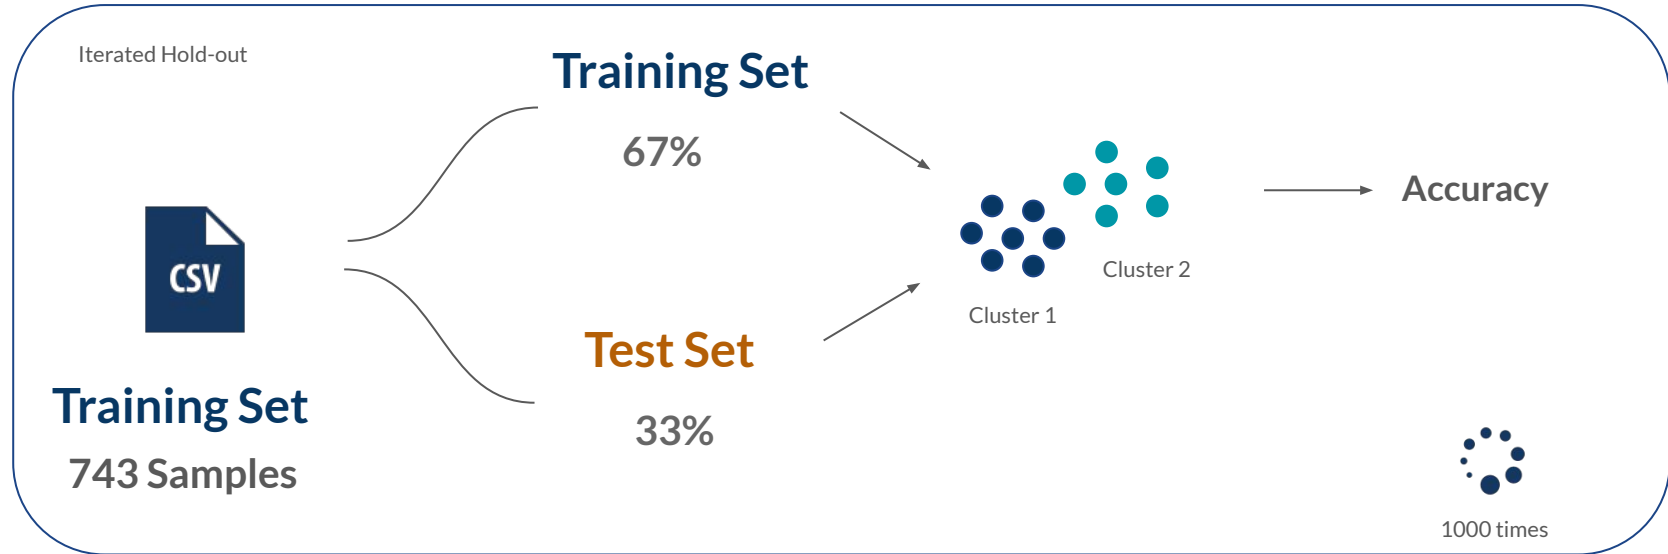 Iterated Hold-out
Training Set
67%
CSV
Training Set
743 Samples
Test Set
33%
Cluster 1
Cluster 2
Accuracy
1000 times